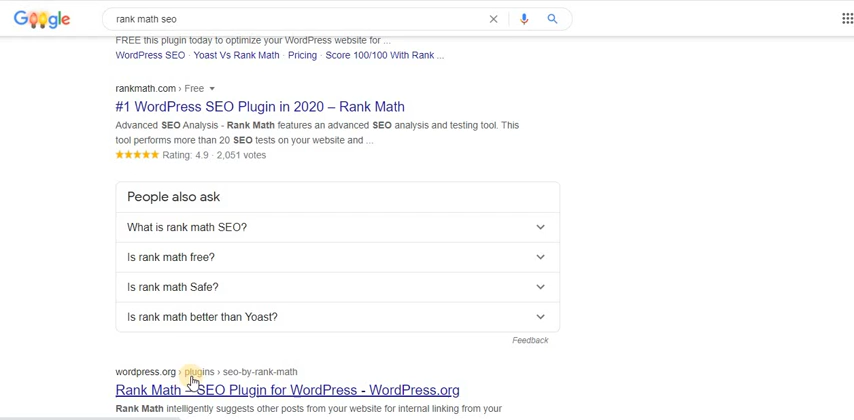 Google
rank math seo
FREE this plugin today to optimize your WordPress website for ...
WordPress SEO · Yoast Vs Rank Math · Pricing · Score 100/100 With Rank ...
rankmath.com › Free
#1 WordPress SEO Plugin in 2020 – Rank Math
Advanced SEO Analysis - Rank Math features an advanced SEO analysis and testing tool. This
tool performs more than 20 SEO tests on your website and ...
Rating: 4.9 · 2,051 votes
People also ask
What is rank math SEO?
Is rank math free?
Is rank math Safe?
Is rank math better than Yoast?
Feedback
wordpress.org › plugins › seo-by-rank-math
Rank Math – SEO Plugin for WordPress - WordPress.org
Rank Math intelligently suggests other posts from your website for internal linking from your